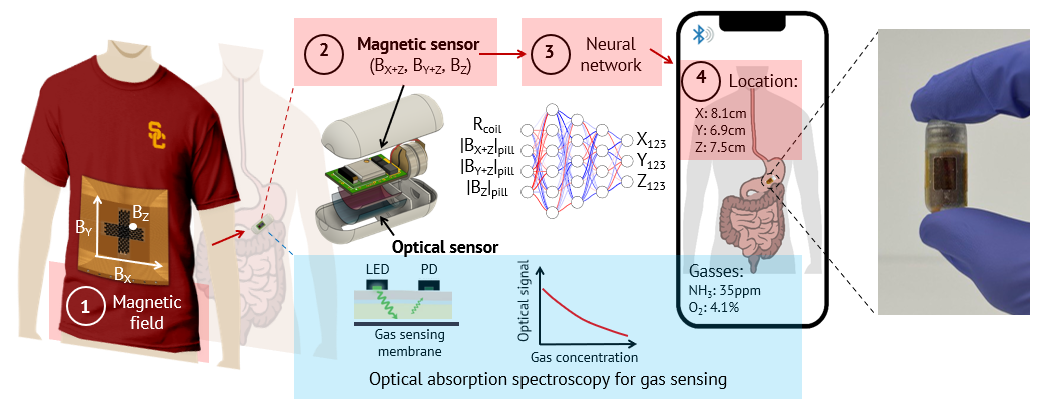 SC
B_Y
B_Z
B_X
1
Magnetic
field
2
Magnetic sensor
(B_X+Z, B_Y+Z, B_Z)
3
Neural
network
4
Location:
X: 8.1cm
Y: 6.9cm
Z: 7.5cm
R_coil
|B_X+Z|_pill
|B_Y+Z|_pill
|B_Z|_pill
X_123
Y_123
Z_123
Optical sensor
LED
PD
Gas sensing
membrane
Optical signal
Gas concentration
Optical absorption spectroscopy for gas sensing
Gasses:
NH₃: 35ppm
O₂: 4.1%